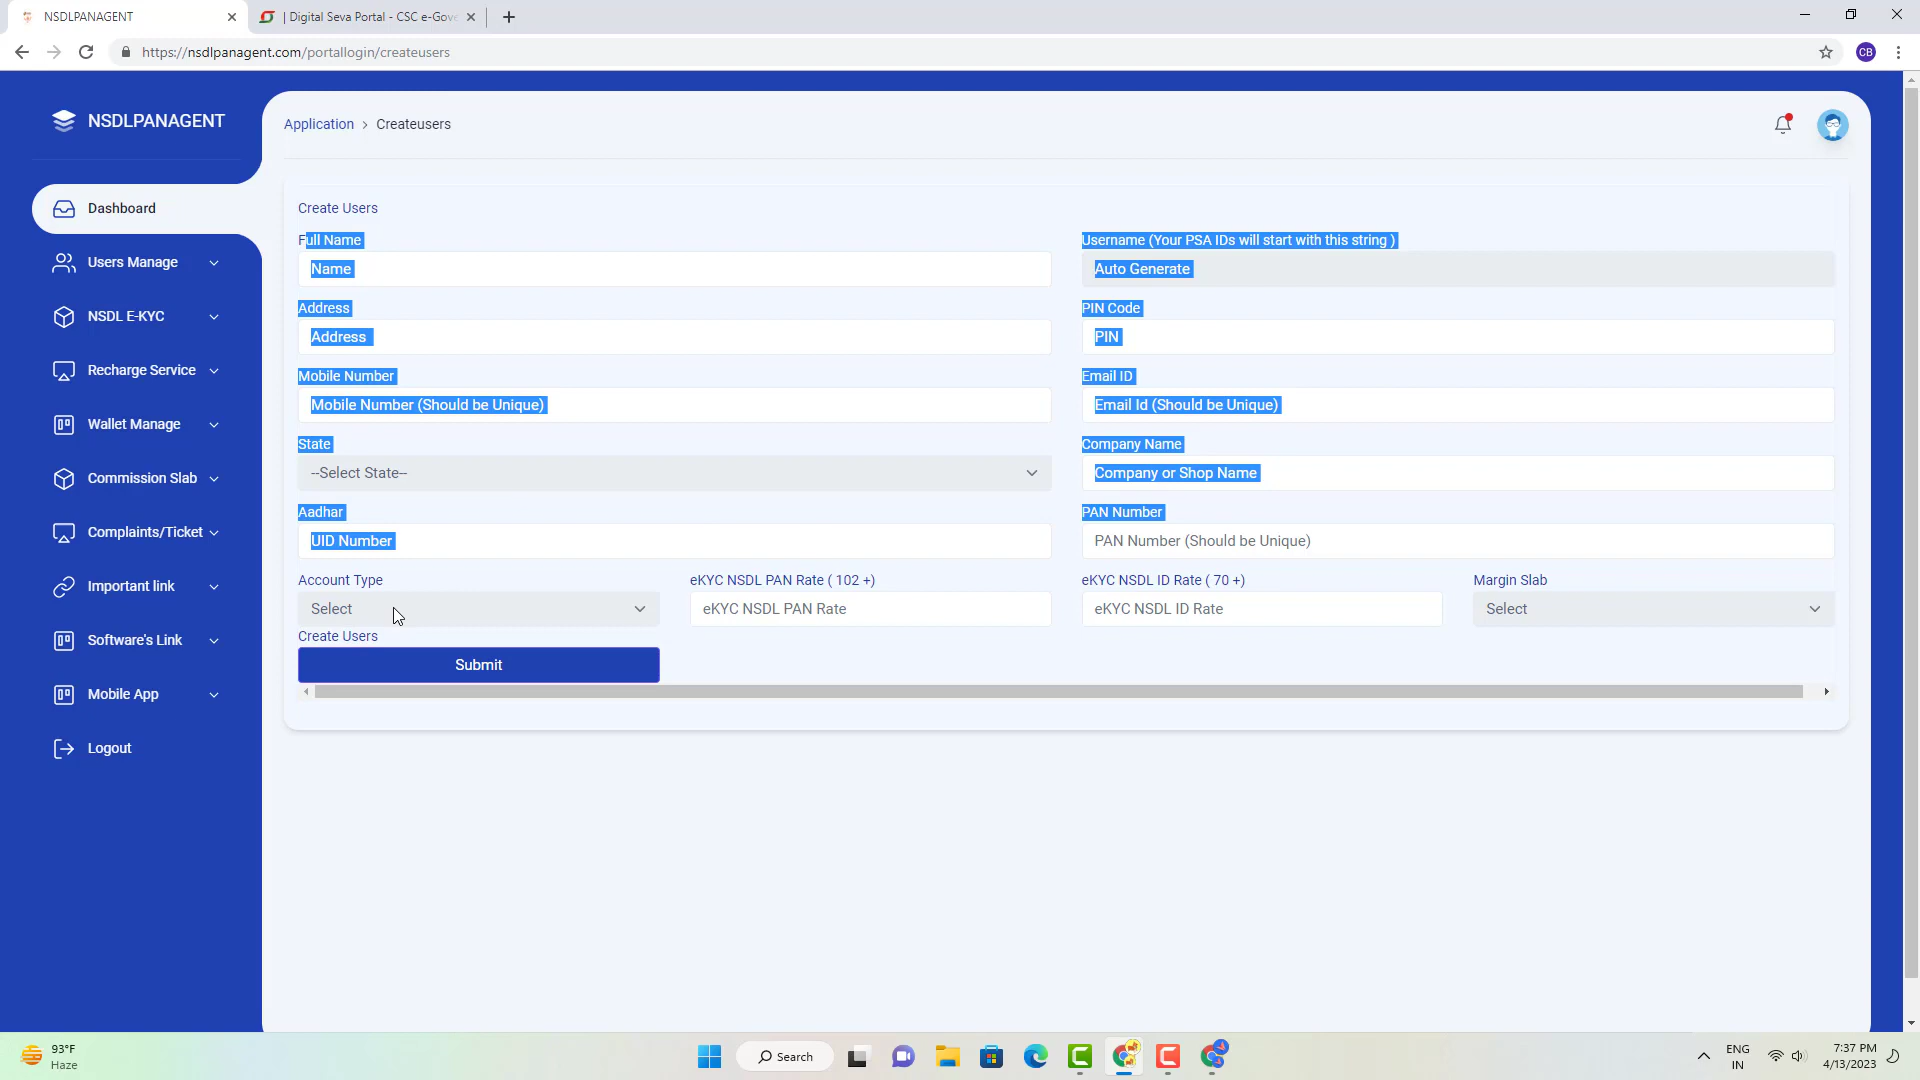 NSDLPANAGENT
| Digital Seva Portal - CSC e-Gov
https://nsdlpanagent.com/portallogin/createusers
CB
NSDLPANAGENT
Application > Createusers
Dashboard
Users Manage
NSDL E-KYC
Recharge Service
Wallet Manage
Commission Slab
Complaints/Ticket
Important link
Software's Link
Mobile App
Logout
Create Users
Full Name
Username (Your PSA IDs will start with this string )
Name
Auto Generate
Address
PIN Code
Address
PIN
Mobile Number
Email ID
Mobile Number (Should be Unique)
Email Id (Should be Unique)
State
Company Name
--Select State--
Company or Shop Name
Aadhar
PAN Number
UID Number
PAN Number (Should be Unique)
Account Type
eKYC NSDL PAN Rate ( 102 +)
eKYC NSDL ID Rate ( 70 +)
Margin Slab
Select
eKYC NSDL PAN Rate
eKYC NSDL ID Rate
Select
Create Users
Submit
93°F
Haze
Search
ENG
IN
7:37 PM
4/13/2023